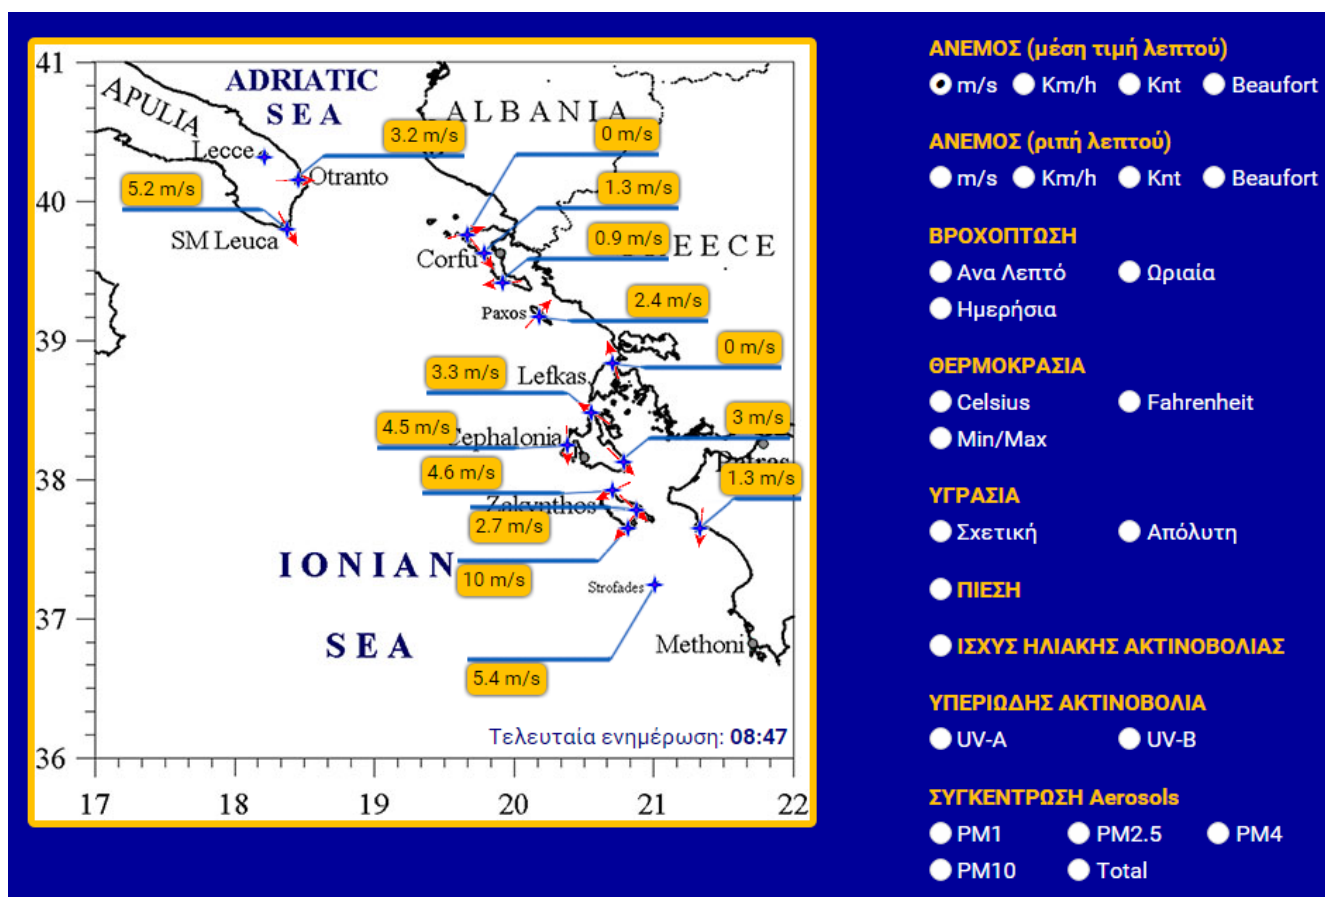 41
ADRIATIC
SEA
APULIA
ALBANIA
3.2 m/s
0 m/s
Lecce
Otranto
5.2 m/s
1.3 m/s
40
SM Leuca
0.9 m/s
Corfu
2.4 m/s
Paxos
39
0 m/s
3.3 m/s
Lefkas
3 m/s
4.5 m/s
Cephalonia
4.6 m/s
38
1.3 m/s
Zakynthos
2.7 m/s
IONIAN
10 m/s
Strofades
37
SEA
Methoni
5.4 m/s
Τελευταία ενημέρωση: 08:47
36
17 18 19 20 21 22
ΑΝΕΜΟΣ (μέση τιμή λεπτού)
m/s Km/h Knt Beaufort
ΑΝΕΜΟΣ (ριπή λεπτού)
m/s Km/h Knt Beaufort
ΒΡΟΧΟΠΤΩΣΗ
Ανα Λεπτό Ωριαία
Ημερήσια
ΘΕΡΜΟΚΡΑΣΙΑ
Celsius Fahrenheit
Min/Max
ΥΓΡΑΣΙΑ
Σχετική Απόλυτη
ΠΙΕΣΗ
ΙΣΧΥΣ ΗΛΙΑΚΗΣ ΑΚΤΙΝΟΒΟΛΙΑΣ
ΥΠΕΡΙΩΔΗΣ ΑΚΤΙΝΟΒΟΛΙΑ
UV-A UV-B
ΣΥΓΚΕΝΤΡΩΣΗ Aerosols
PM1 PM2.5 PM4
PM10 Total